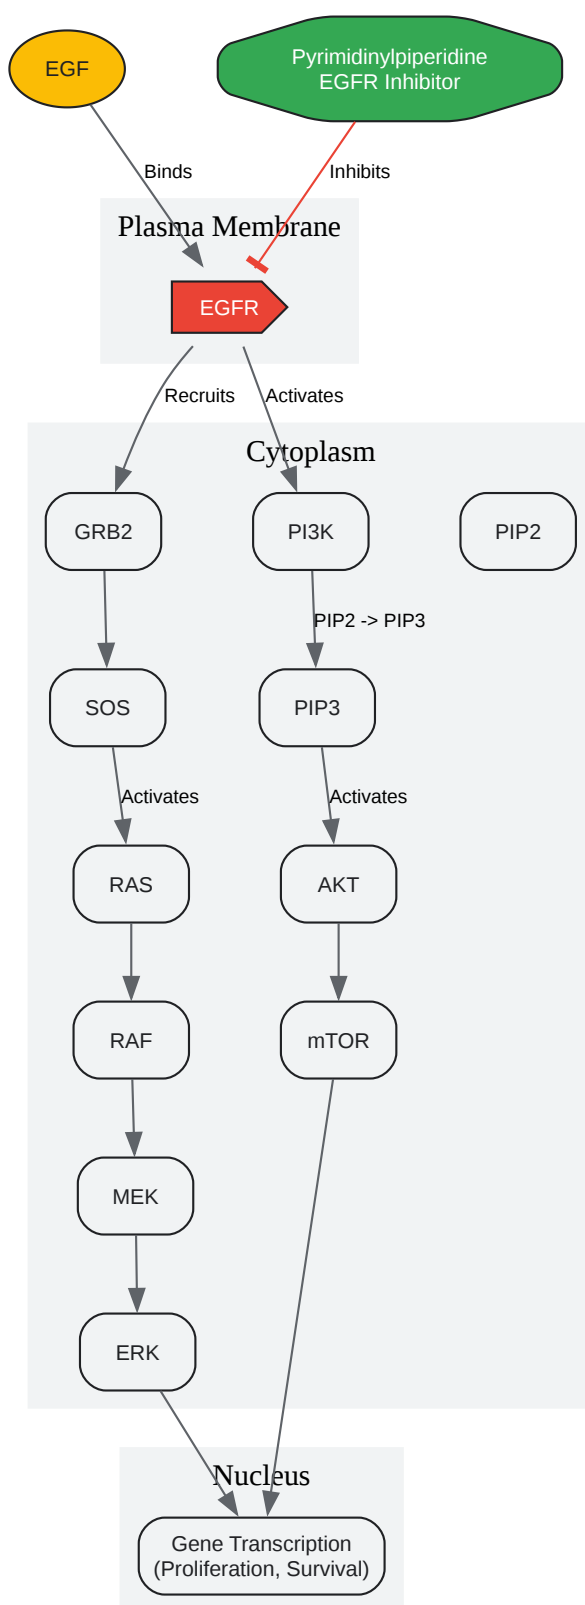 EGF
Pyrimidinylpiperidine
EGFR Inhibitor
Binds
Inhibits
Plasma Membrane
EGFR
Recruits
Activates
Cytoplasm
GRB2
PI3K
PIP2
PIP2 -> PIP3
SOS
PIP3
Activates
Activates
RAS
AKT
RAF
mTOR
MEK
ERK
Nucleus
Gene Transcription
(Proliferation, Survival)